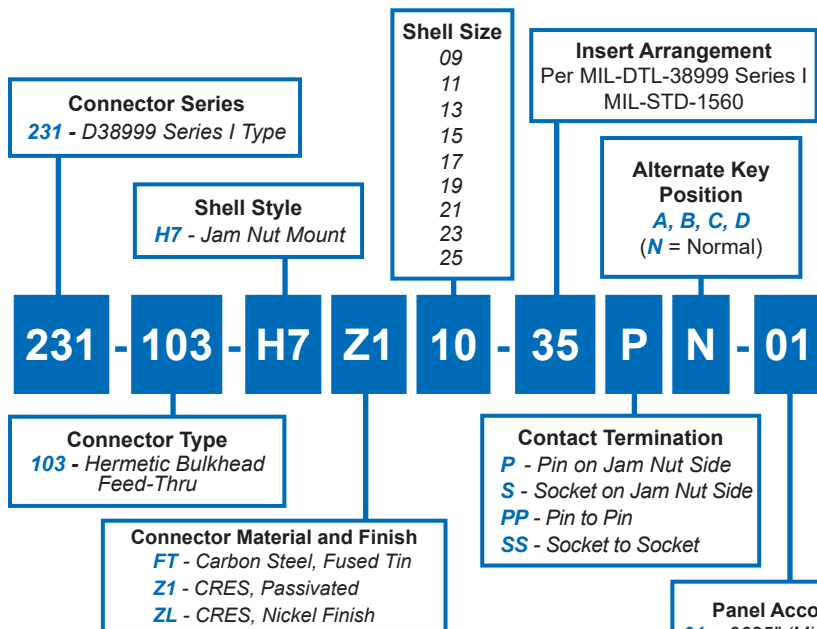 Shell Size
09
11
13
15
17
19
21
23
25
Insert Arrangement
Per MIL-DTL-38999 Series I
MIL-STD-1560
Connector Series
231 - D38999 Series I Type
Alternate Key
Position
A, B, C, D
(N = Normal)
Shell Style
H7 - Jam Nut Mount
231 - 103 - H7 Z1 10 - 35 P N - 01
Connector Type
103 - Hermetic Bulkhead
Feed-Thru
Contact Termination
P - Pin on Jam Nut Side
S - Socket on Jam Nut Side
PP - Pin to Pin
SS - Socket to Socket
Connector Material and Finish
FT - Carbon Steel, Fused Tin
Z1 - CRES, Passivated
ZL - CRES, Nickel Finish
Panel Acco